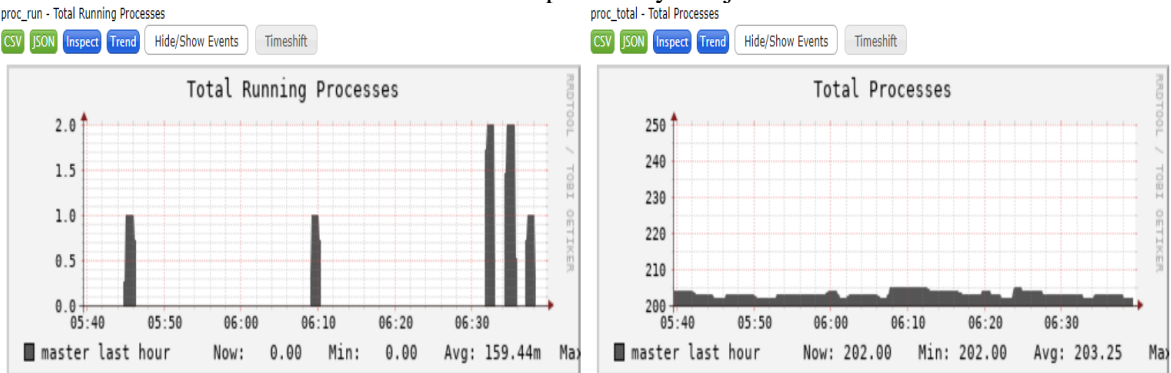 proc_run - Total Running Processes
CSV JSON Inspect Trend Hide/Show Events Timeshift
Total Running Processes
2.0
1.5
1.0
0.5
0.0
05:40 05:50 06:00 06:10 06:20 06:30
master last hour Now: 0.00 Min: 0.00 Avg: 159.44m Max
RRDTOOL / TOBI OETIKER
proc_total - Total Processes
CSV JSON Inspect Trend Hide/Show Events Timeshift
Total Processes
250
240
230
220
210
200
05:40 05:50 06:00 06:10 06:20 06:30
master last hour Now: 202.00 Min: 202.00 Avg: 203.25 Max
RRDTOOL / TOBI OETIKER